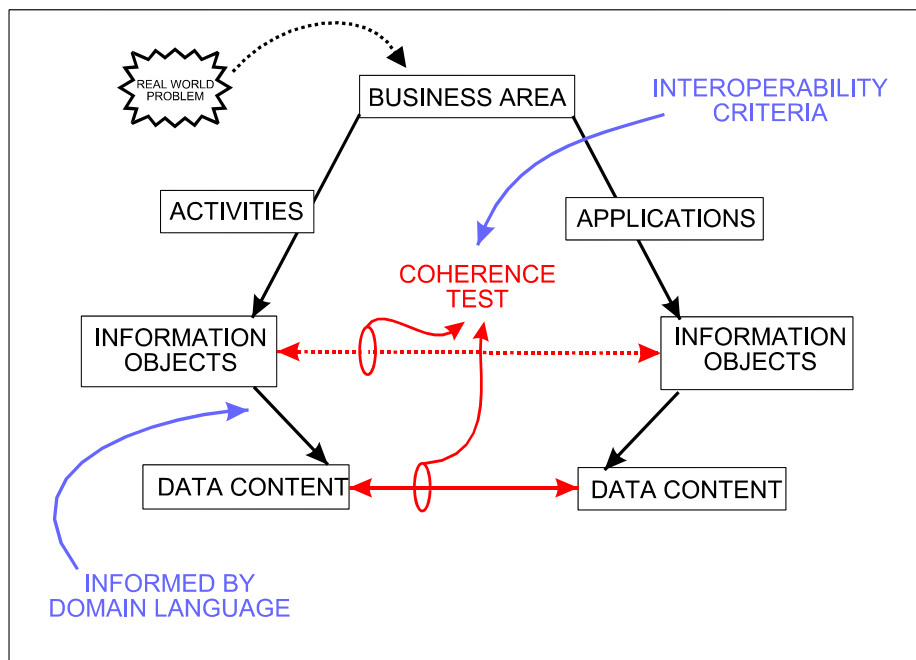 REAL WORLD
PROBLEM
BUSINESS AREA
INTEROPERABILITY
CRITERIA
ACTIVITIES
APPLICATIONS
COHERENCE
TEST
INFORMATION
OBJECTS
INFORMATION
OBJECTS
DATA CONTENT
DATA CONTENT
INFORMED BY
DOMAIN LANGUAGE